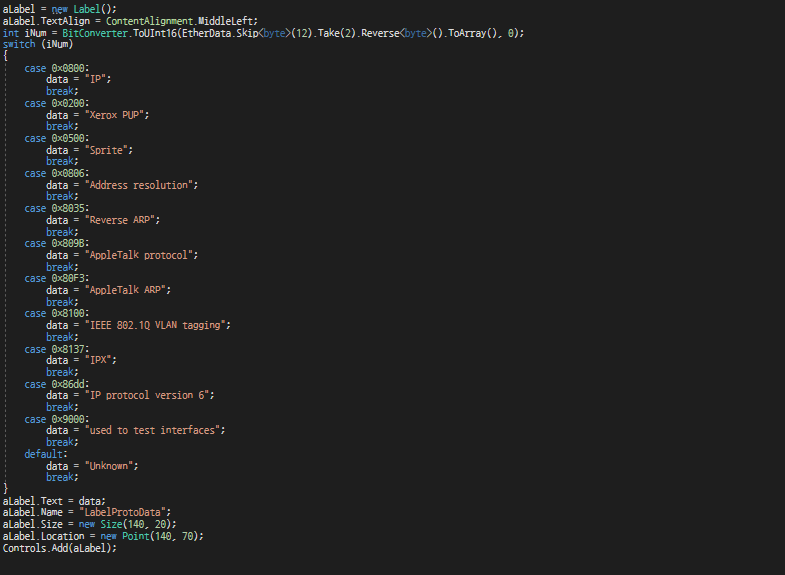 aLabel = new Label();
aLabel.TextAlign = ContentAlignment.MiddleLeft;
int iNum = BitConverter.ToUInt16(EtherData.Skip<byte>(12).Take(2).Reverse<byte>().ToArray(), 0);
switch (iNum)
{
case 0x0800:
data = "IP";
break;
case 0x0200:
data = "Xerox PUP";
break;
case 0x0500:
data = "Sprite";
break;
case 0x0806:
data = "Address resolution";
break;
case 0x8035:
data = "Reverse ARP";
break;
case 0x809B:
data = "AppleTalk protocol";
break;
case 0x80F3:
data = "AppleTalk ARP";
break;
case 0x8100:
data = "IEEE 802.1Q VLAN tagging";
break;
case 0x8137:
data = "IPX";
break;
case 0x86dd:
data = "IP protocol version 6";
break;
case 0x9000:
data = "used to test interfaces";
break;
default:
data = "Unknown";
break;
}
aLabel.Text = data;
aLabel.Name = "LabelProtoData";
aLabel.Size = new Size(140, 20);
aLabel.Location = new Point(140, 70);
Controls.Add(aLabel);